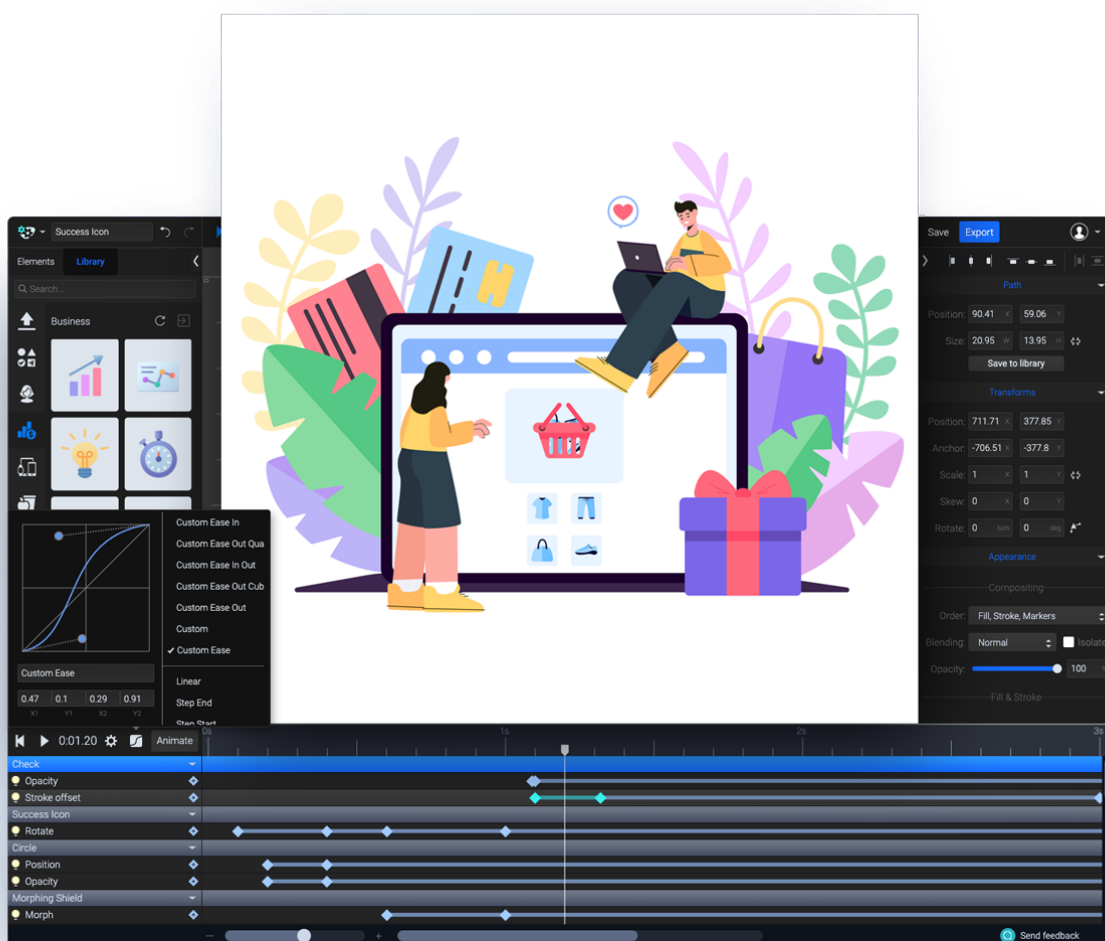 Success Icon
Save
Export
Elements
Library
Search...
Business
Path
Position: 90.41 X 59.06 Y
Size: 20.95 W 13.95 H
Save to library
Transforms
Position: 711.71 X 377.85 Y
Anchor: -706.51 X -377.8 Y
Scale: 1 X 1 Y
Skew: 0 X 0 Y
Rotate: 0 turn 0 deg
Appearance
Compositing
Order: Fill, Stroke, Markers
Blending: Normal Isolate
Opacity: 100
Fill & Stroke
Custom Ease In
Custom Ease Out Qua
Custom Ease In Out
Custom Ease Out Cub
Custom Ease Out
Custom
Custom Ease
Linear
Step End
Step Start
Custom Ease
0.47 0.1 0.29 0.91
X1 Y1 X2 Y2
0:01.20
Animate
0s 1s 2s 3s
Check
Opacity
Stroke offset
Success Icon
Rotate
Circle
Position
Opacity
Morphing Shield
Morph
Send feedback